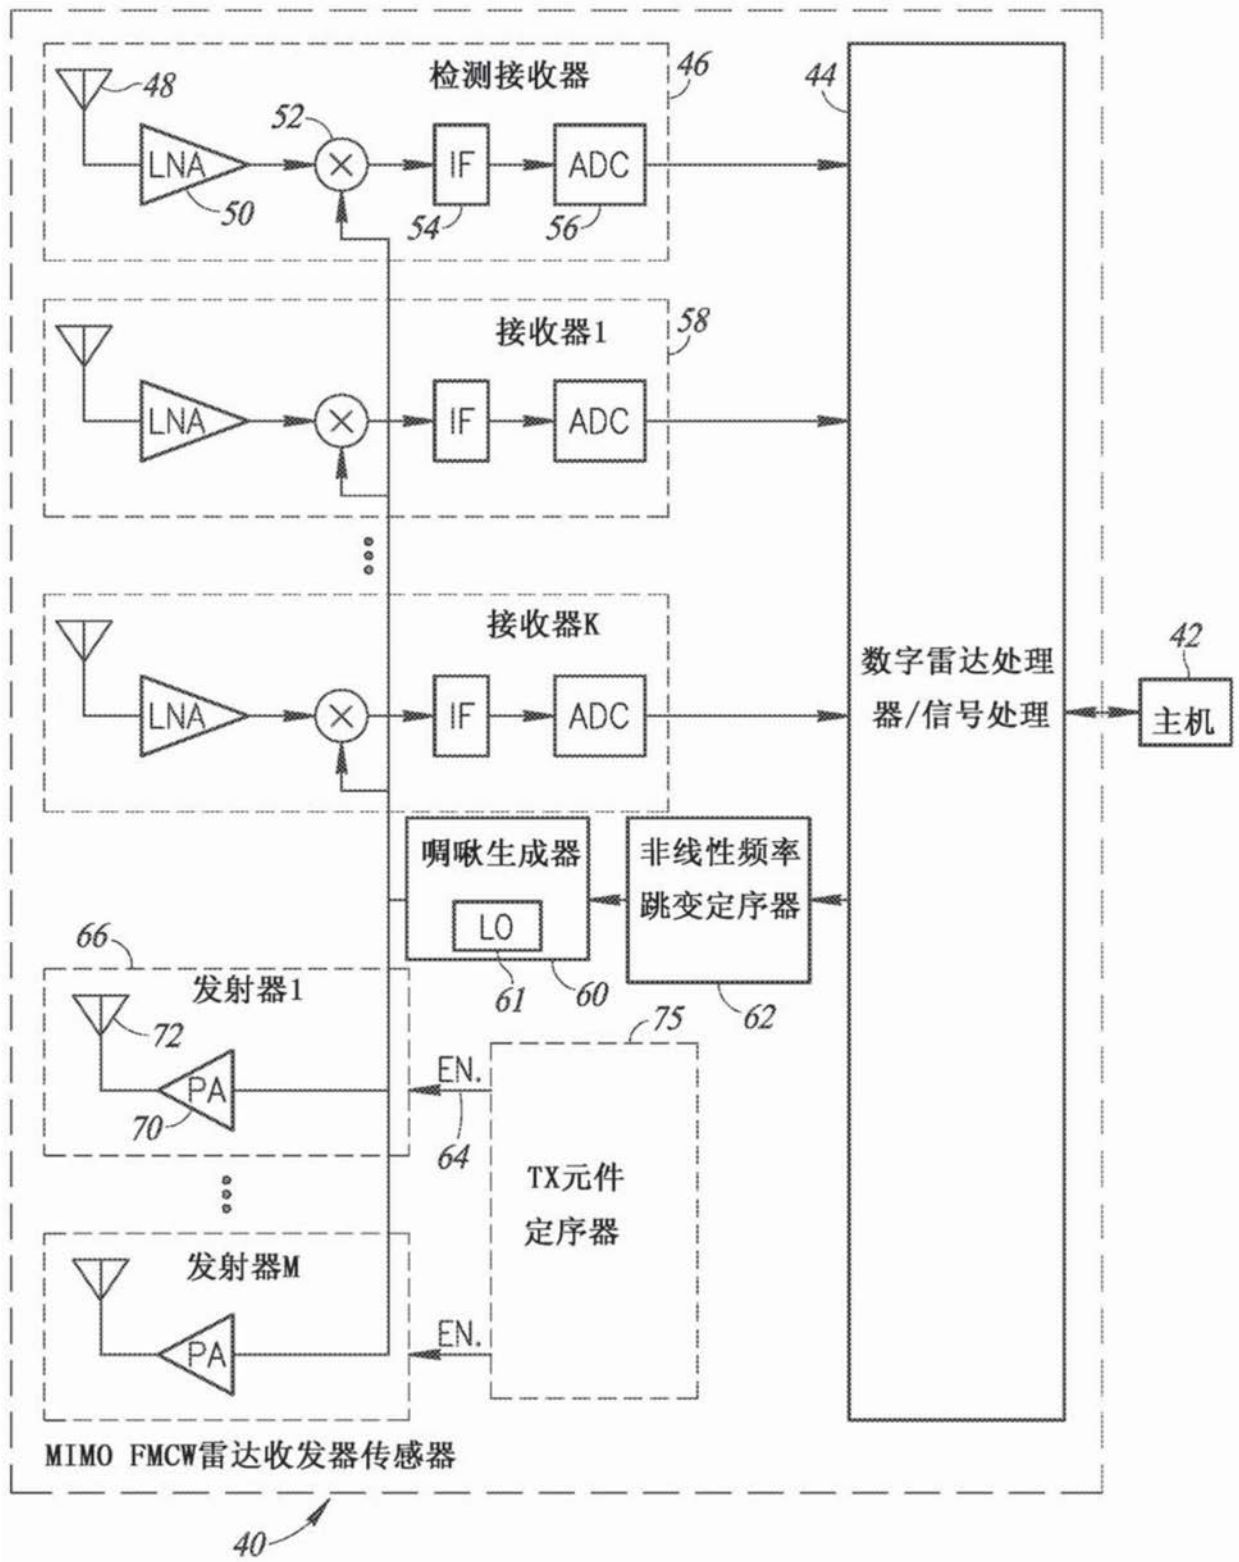 检测接收器
46
44
48
52
LNA
IF
ADC
50
54
56
接收器1
58
LNA
IF
ADC
接收器K
LNA
IF
ADC
数字雷达处理
器/信号处理
42
主机
啁啾生成器
LO
61
60
非线性频率
跳变定序器
62
66
发射器1
72
PA
70
EN.
64
75
TX元件
定序器
发射器M
PA
EN.
MIMO FMCW雷达收发器传感器
40